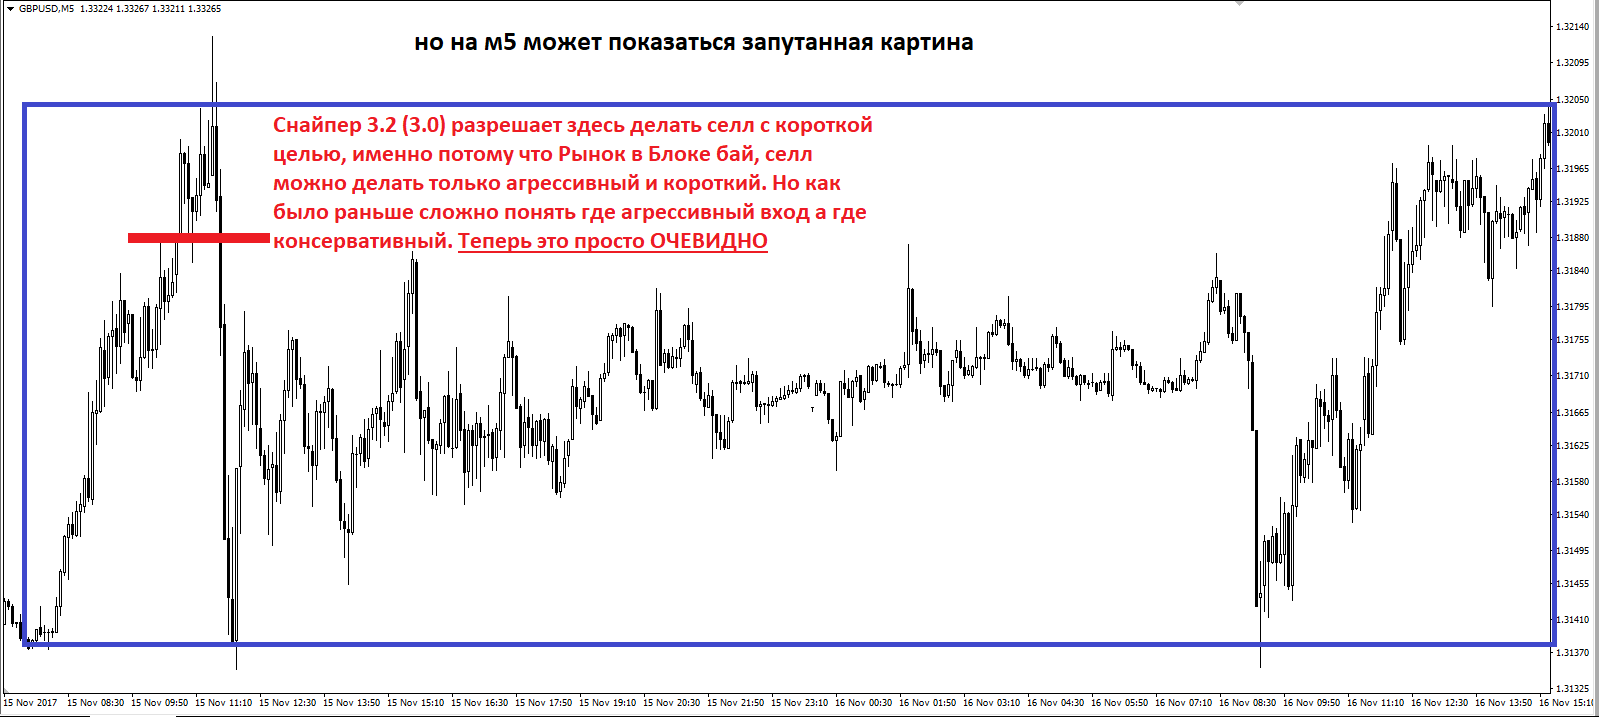 GBPUSD,M5 1.33224 1.33267 1.33211 1.33265
но на м5 может показаться запутанная картина
Снайпер 3.2 (3.0) разрешает здесь делать селл с короткой
целью, именно потому что Рынок в Блоке бай, селл
можно делать только агрессивный и короткий. Но как
было раньше сложно понять где агрессивный вход а где
консервативный. Теперь это просто ОЧЕВИДНО
1.32140
1.32095
1.32050
1.32010
1.31965
1.31925
1.31880
1.31840
1.31795
1.31755
1.31710
1.31665
1.31625
1.31580
1.31540
1.31495
1.31455
1.31410
1.31370
1.31325
15 Nov 2017
15 Nov 08:30
15 Nov 09:50
15 Nov 11:10
15 Nov 12:30
15 Nov 13:50
15 Nov 15:10
15 Nov 16:30
15 Nov 17:50
15 Nov 19:10
15 Nov 20:30
15 Nov 21:50
15 Nov 23:10
16 Nov 00:30
16 Nov 01:50
16 Nov 03:10
16 Nov 04:30
16 Nov 05:50
16 Nov 07:10
16 Nov 08:30
16 Nov 09:50
16 Nov 11:10
16 Nov 12:30
16 Nov 13:50
16 Nov 15:10